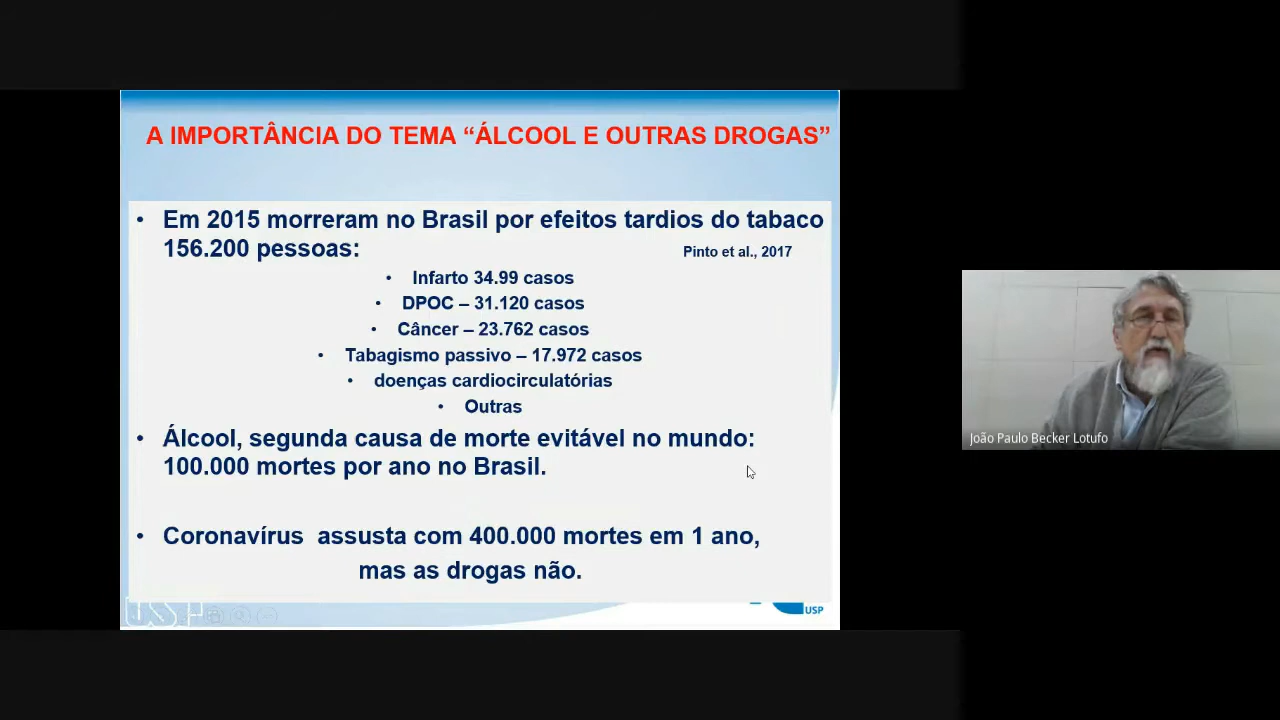 A IMPORTÂNCIA DO TEMA “ÁLCOOL E OUTRAS DROGAS”
• Em 2015 morreram no Brasil por efeitos tardios do tabaco
156.200 pessoas: Pinto et al., 2017
• Infarto 34.99 casos
• DPOC – 31.120 casos
• Câncer – 23.762 casos
• Tabagismo passivo – 17.972 casos
• doenças cardiocirculatórias
• Outras
• Álcool, segunda causa de morte evitável no mundo:
100.000 mortes por ano no Brasil.
• Coronavírus assusta com 400.000 mortes em 1 ano,
mas as drogas não.
USP
USP
João Paulo Becker Lotufo